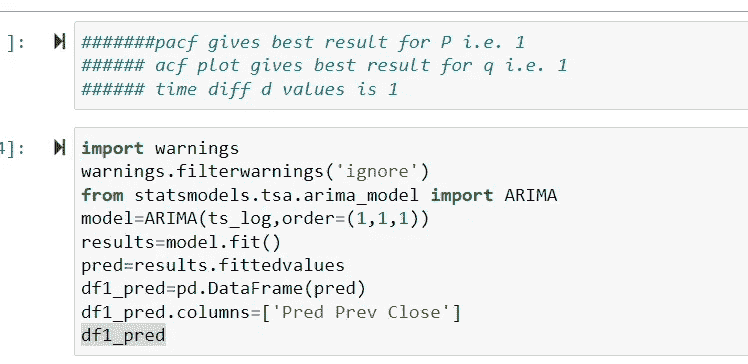 ]:
#######pacf gives best result for P i.e. 1
###### acf plot gives best result for q i.e. 1
###### time diff d values is 1
4]:
import warnings
warnings.filterwarnings('ignore')
from statsmodels.tsa.arima_model import ARIMA
model=ARIMA(ts_log,order=(1,1,1))
results=model.fit()
pred=results.fittedvalues
df1_pred=pd.DataFrame(pred)
df1_pred.columns=['Pred Prev Close']
df1_pred